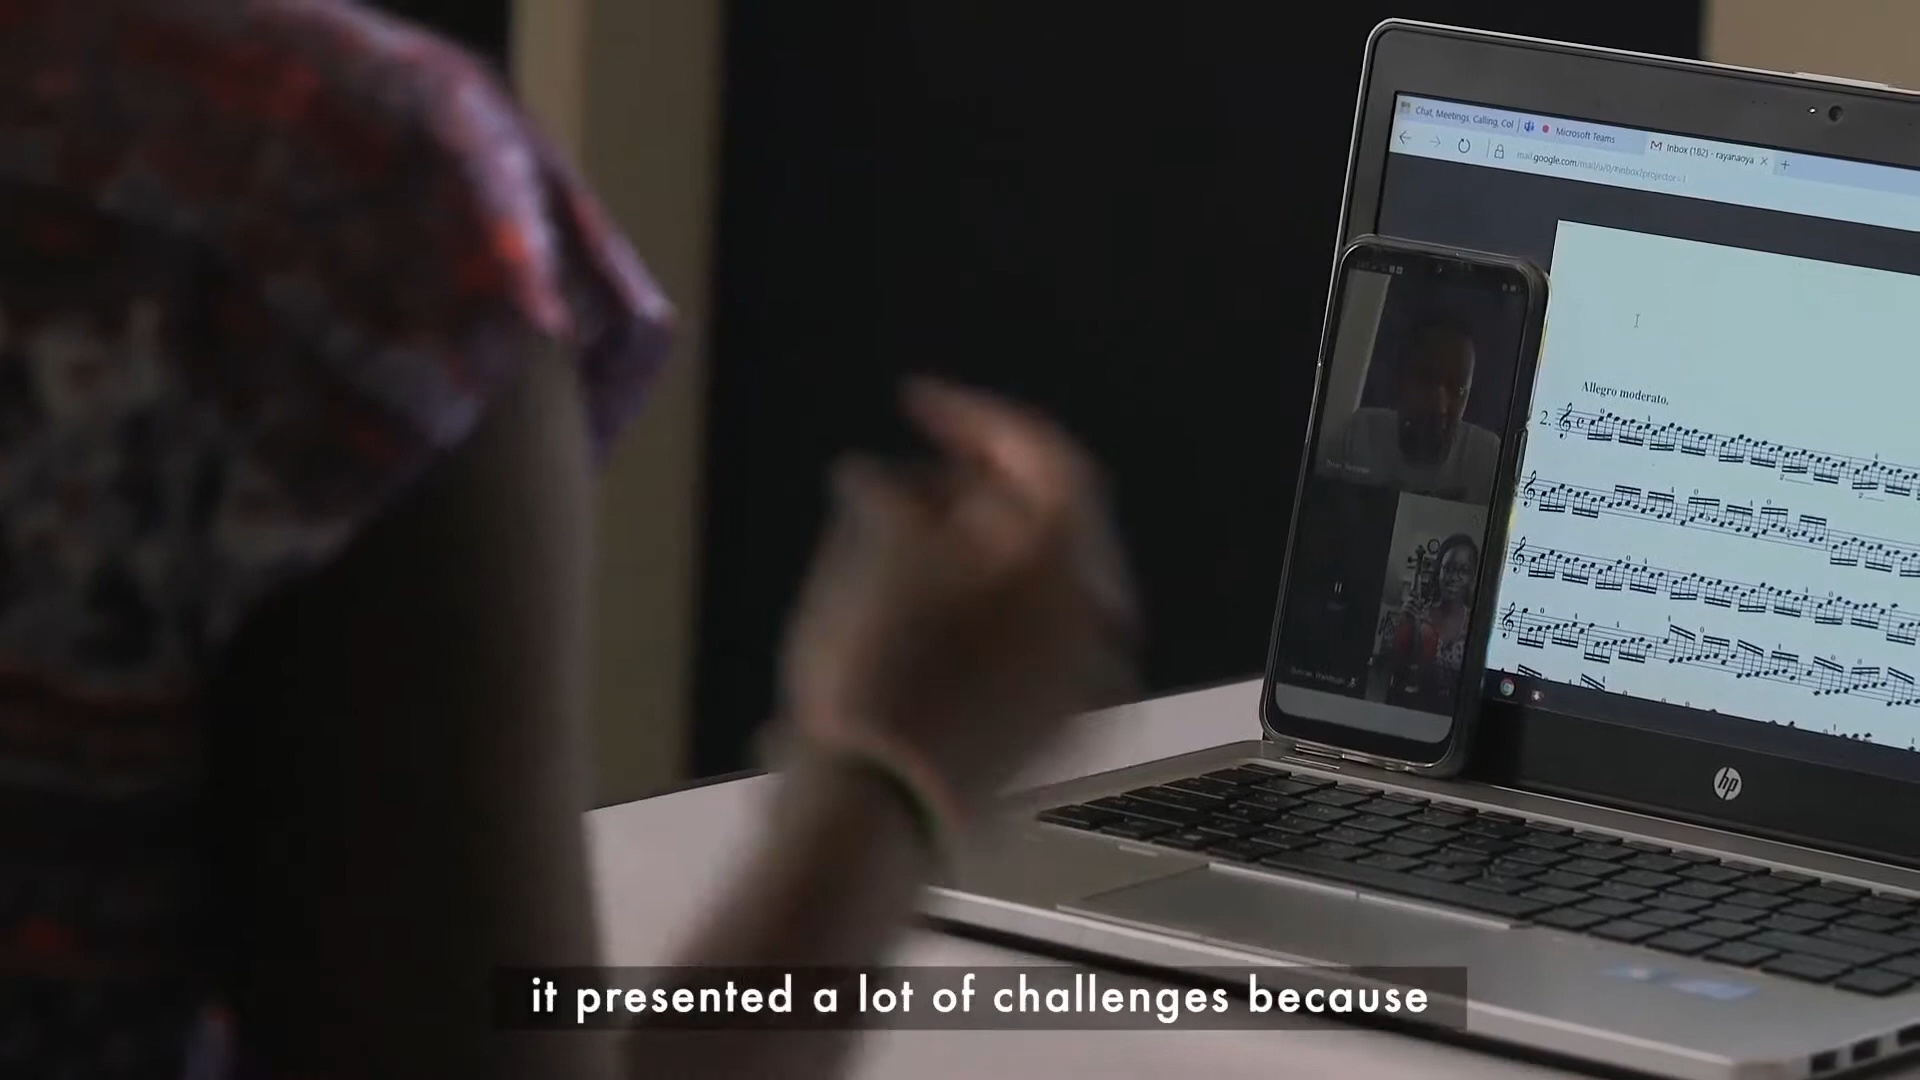 Chat, Meetings, Calling, Col
Microsoft Teams
Inbox (182) - rayanaoya
mail.google.com/mail/u/0/#inbox?projector=1
Allegro moderato.
2.
hp
it presented a lot of challenges because